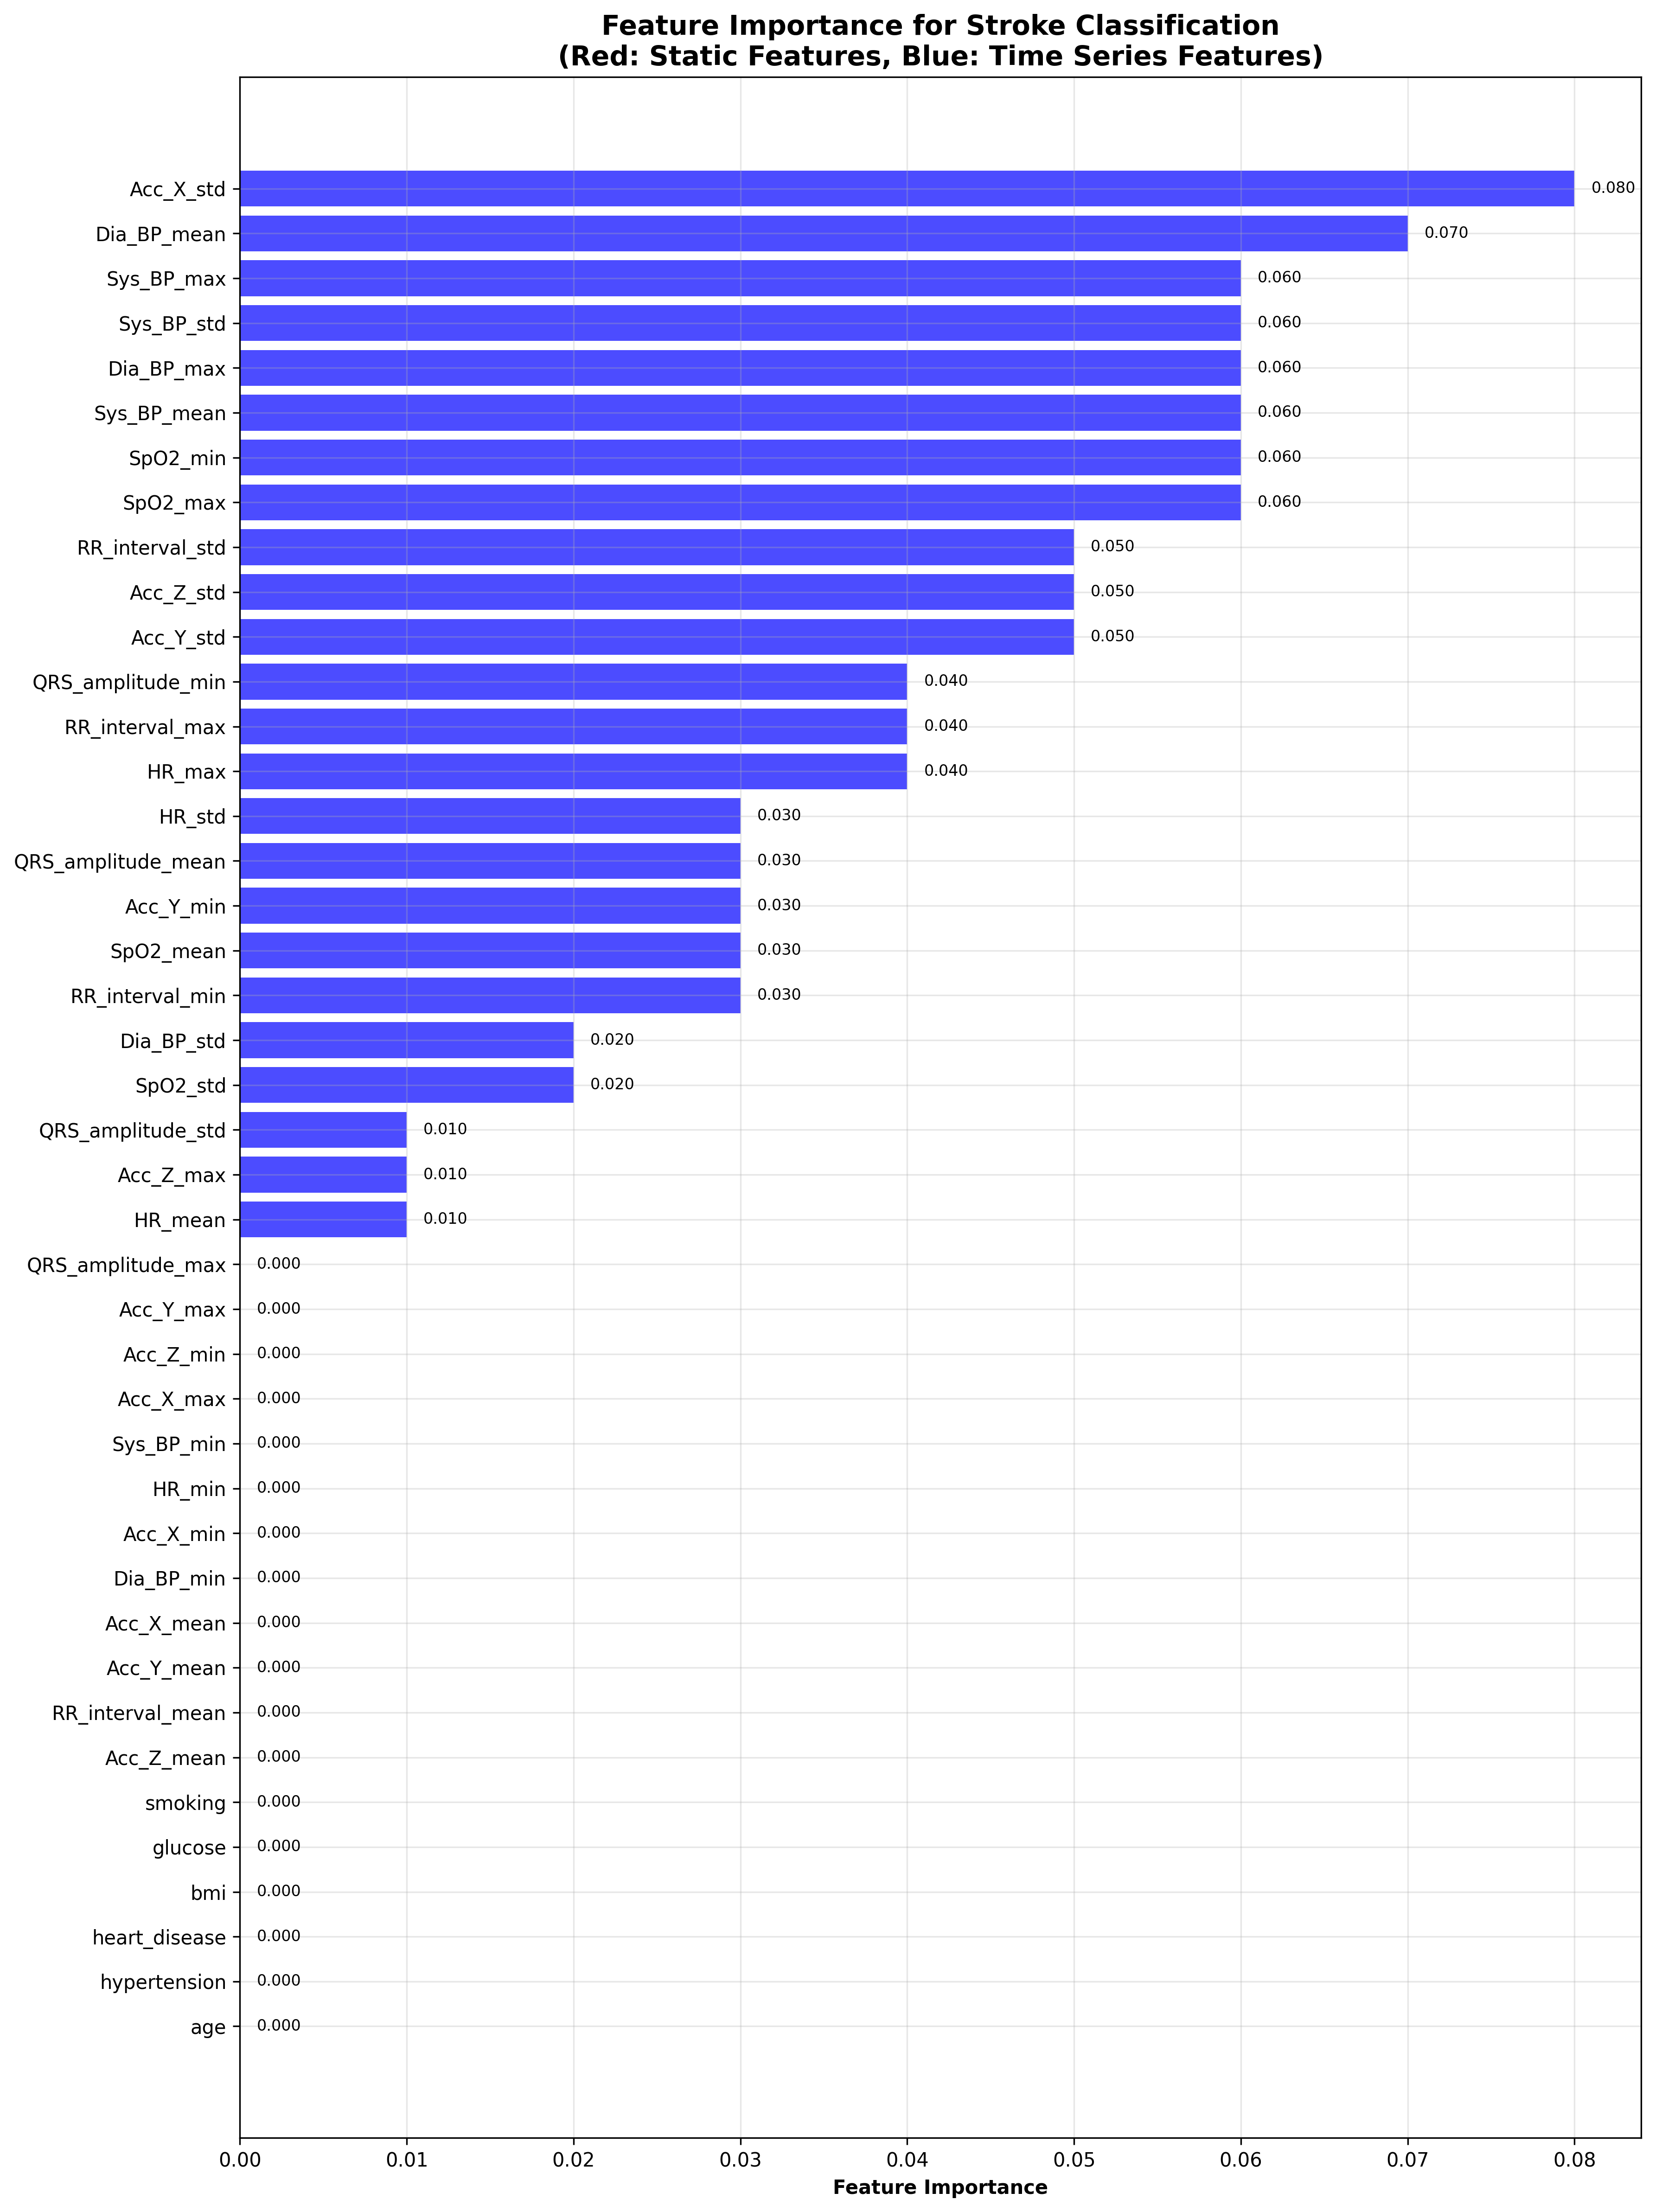 Feature Importance for Stroke Classification
(Red: Static Features, Blue: Time Series Features)
Acc_X_std 0.080
Dia_BP_mean 0.070
Sys_BP_max 0.060
Sys_BP_std 0.060
Dia_BP_max 0.060
Sys_BP_mean 0.060
SpO2_min 0.060
SpO2_max 0.060
RR_interval_std 0.050
Acc_Z_std 0.050
Acc_Y_std 0.050
QRS_amplitude_min 0.040
RR_interval_max 0.040
HR_max 0.040
HR_std 0.030
QRS_amplitude_mean 0.030
Acc_Y_min 0.030
SpO2_mean 0.030
RR_interval_min 0.030
Dia_BP_std 0.020
SpO2_std 0.020
QRS_amplitude_std 0.010
Acc_Z_max 0.010
HR_mean 0.010
QRS_amplitude_max 0.000
Acc_Y_max 0.000
Acc_Z_min 0.000
Acc_X_max 0.000
Sys_BP_min 0.000
HR_min 0.000
Acc_X_min 0.000
Dia_BP_min 0.000
Acc_X_mean 0.000
Acc_Y_mean 0.000
RR_interval_mean 0.000
Acc_Z_mean 0.000
smoking 0.000
glucose 0.000
bmi 0.000
heart_disease 0.000
hypertension 0.000
age 0.000
0.00 0.01 0.02 0.03 0.04 0.05 0.06 0.07 0.08
Feature Importance